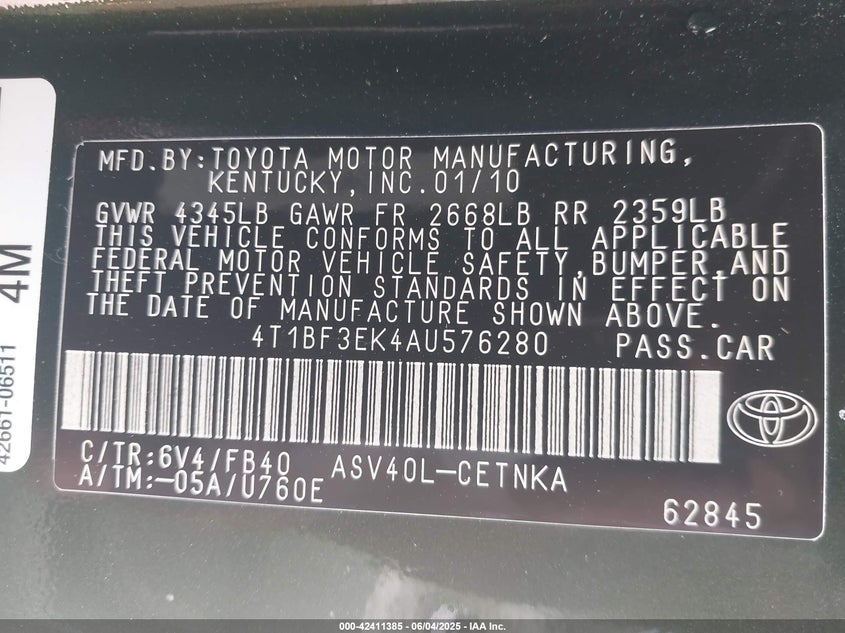 MFD.BY:TOYOTA MOTOR MANUFACTURING,
KENTUCKY,INC.01/10
GVWR 4345LB GAWR FR 2668LB RR 2359LB
THIS VEHICLE CONFORMS TO ALL APPLICABLE
FEDERAL MOTOR VEHICLE SAFETY,BUMPER,AND
THEFT PREVENTION STANDARDS IN EFFECT ON
THE DATE OF MANUFACTURE SHOWN ABOVE.
4T1BF3EK4AU576280 PASS.CAR
C/TR:6V4/FB40 ASV40L-CETNKA
A/TM:-05A/U760E
62845
4M
42661-06511
000-42411385 - 06/04/2025 - IAA Inc.